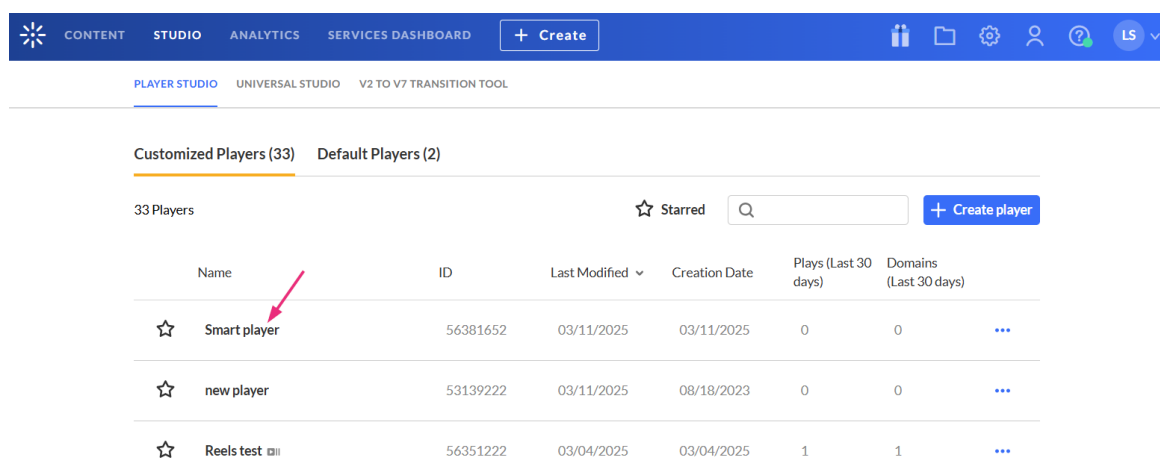 CONTENT STUDIO ANALYTICS SERVICES DASHBOARD + Create LS
PLAYER STUDIO UNIVERSAL STUDIO V2 TO V7 TRANSITION TOOL
Customized Players (33) Default Players (2)
33 Players Starred + Create player
Name ID Last Modified Creation Date Plays (Last 30 days) Domains (Last 30 days)
Smart player 56381652 03/11/2025 03/11/2025 0 0
new player 53139222 03/11/2025 08/18/2023 0 0
Reels test 56351222 03/04/2025 03/04/2025 1 1